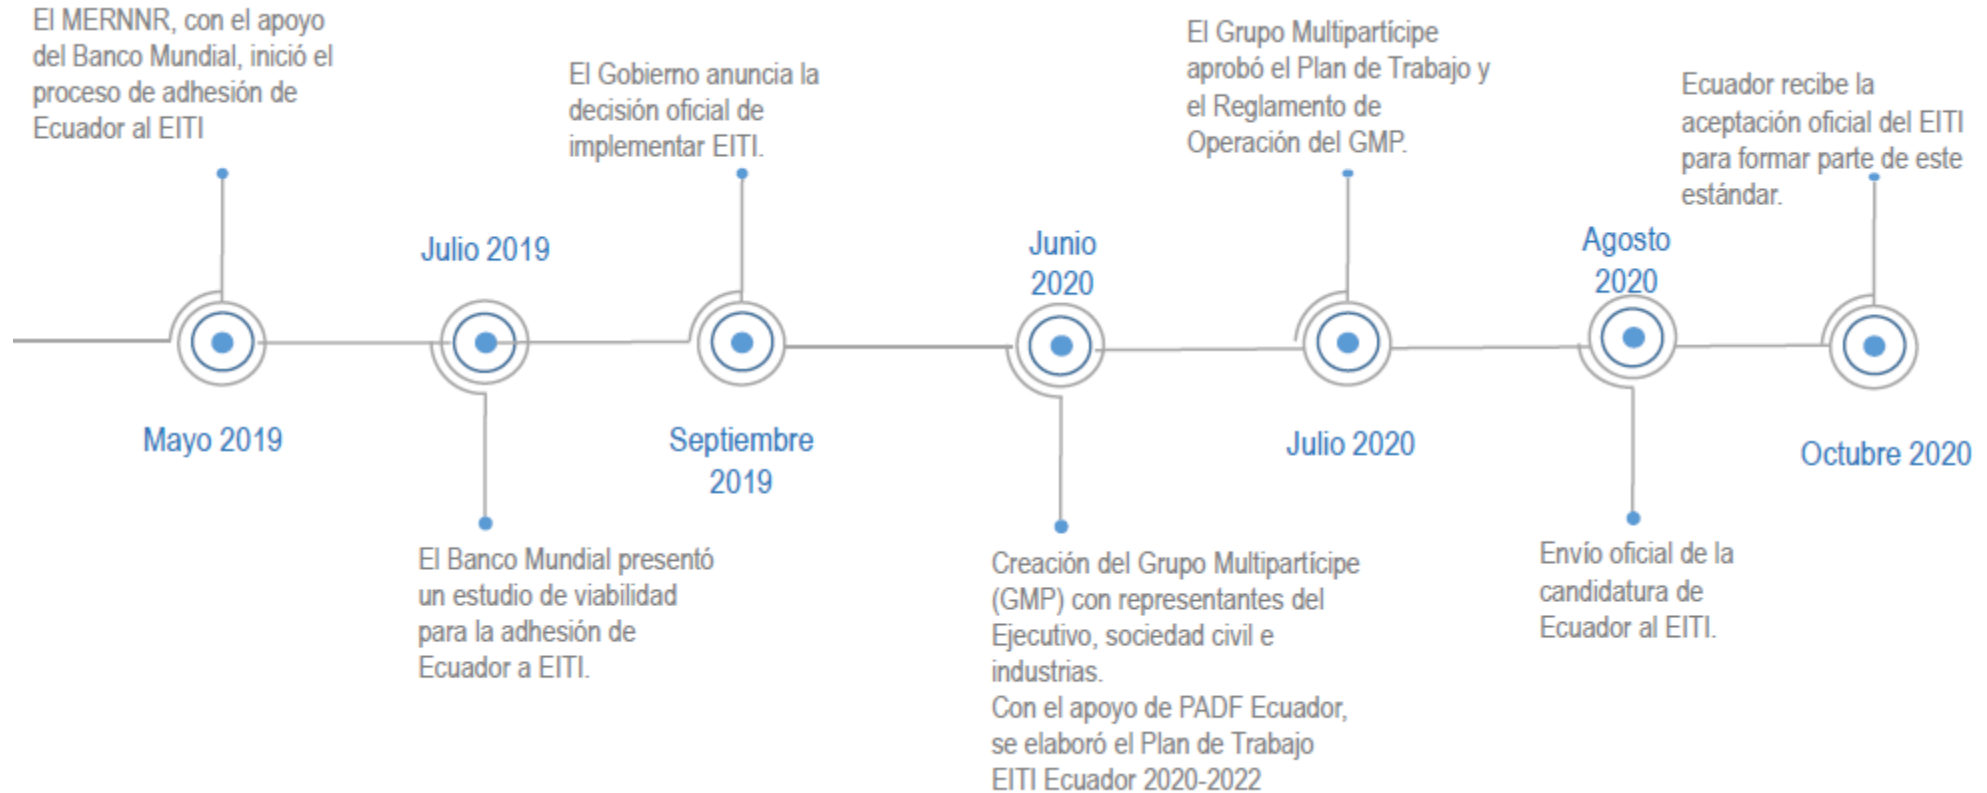 El MERNNR, con el apoyo
del Banco Mundial, inició el
proceso de adhesión de
Ecuador al EITI
Mayo 2019
Julio 2019
El Banco Mundial presentó
un estudio de viabilidad
para la adhesión de
Ecuador a EITI.
El Gobierno anuncia la
decisión oficial de
implementar EITI.
Septiembre
2019
Junio
2020
Creación del Grupo Multipartícipe
(GMP) con representantes del
Ejecutivo, sociedad civil e
industrias.
Con el apoyo de PADF Ecuador,
se elaboró el Plan de Trabajo
EITI Ecuador 2020-2022
El Grupo Multipartícipe
aprobó el Plan de Trabajo y
el Reglamento de
Operación del GMP.
Julio 2020
Agosto
2020
Envío oficial de la
candidatura de
Ecuador al EITI.
Ecuador recibe la
aceptación oficial del EITI
para formar parte de este
estándar.
Octubre 2020